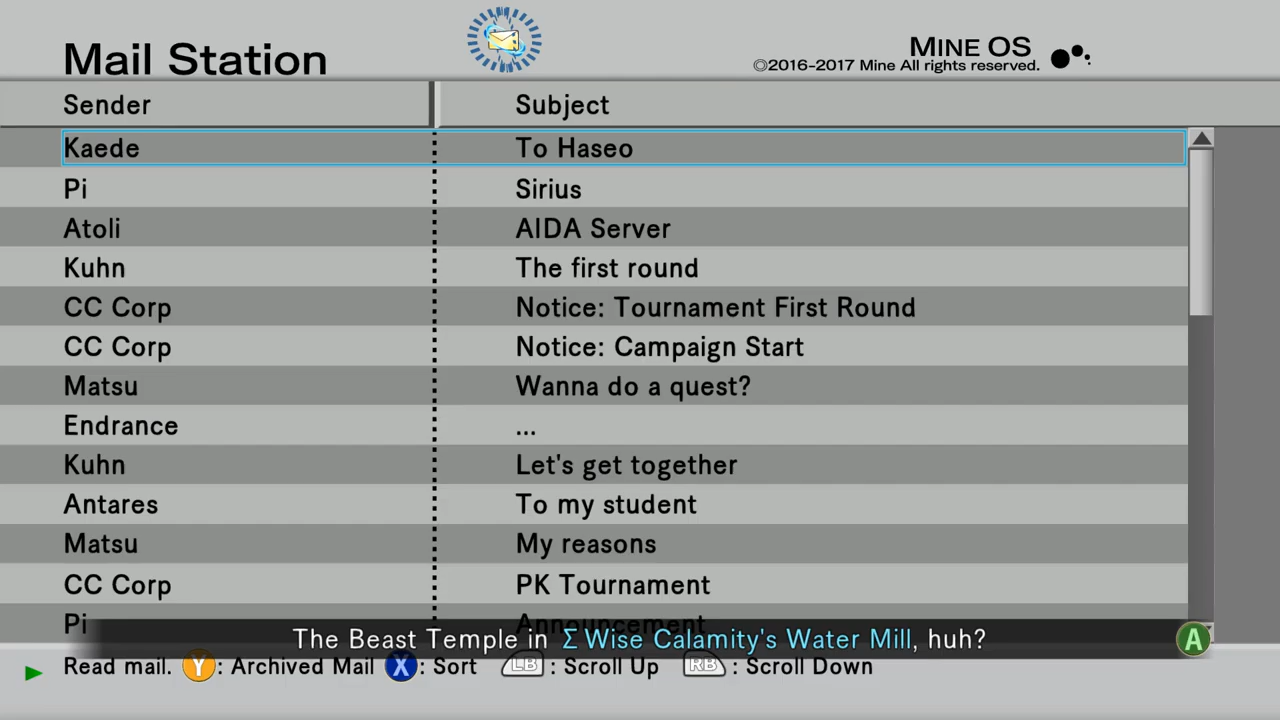 Mail Station
MINE OS
©2016-2017 Mine All rights reserved.
Sender Subject
Kaede To Haseo
Pi Sirius
Atoli AIDA Server
Kuhn The first round
CC Corp Notice: Tournament First Round
CC Corp Notice: Campaign Start
Matsu Wanna do a quest?
Endrance ...
Kuhn Let's get together
Antares To my student
Matsu My reasons
CC Corp PK Tournament
Pi Announcement
The Beast Temple in Σ Wise Calamity's Water Mill, huh? A
Read mail. Y: Archived Mail X: Sort LB: Scroll Up RB: Scroll Down